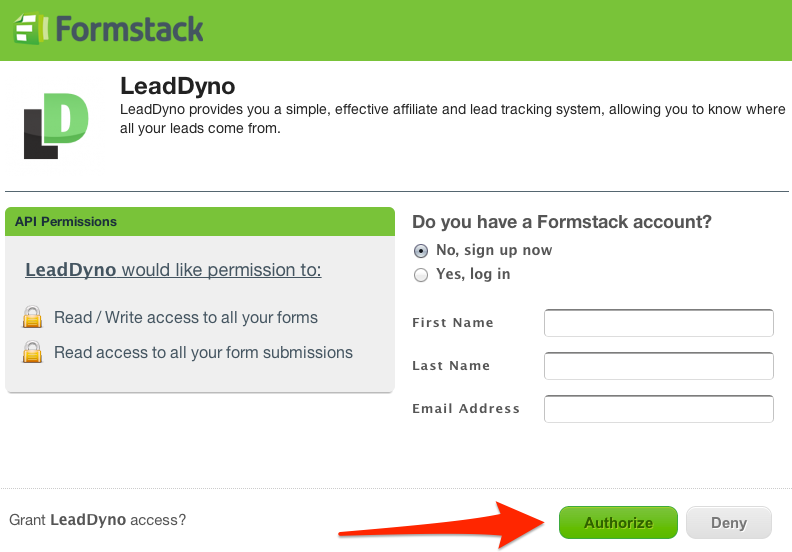 Formstack
LeadDyno
LeadDyno provides you a simple, effective affiliate and lead tracking system, allowing you to know where
all your leads come from.
API Permissions
LeadDyno would like permission to:
Read / Write access to all your forms
Read access to all your form submissions
Do you have a Formstack account?
No, sign up now
Yes, log in
First Name
Last Name
Email Address
Grant LeadDyno access?
Authorize
Deny